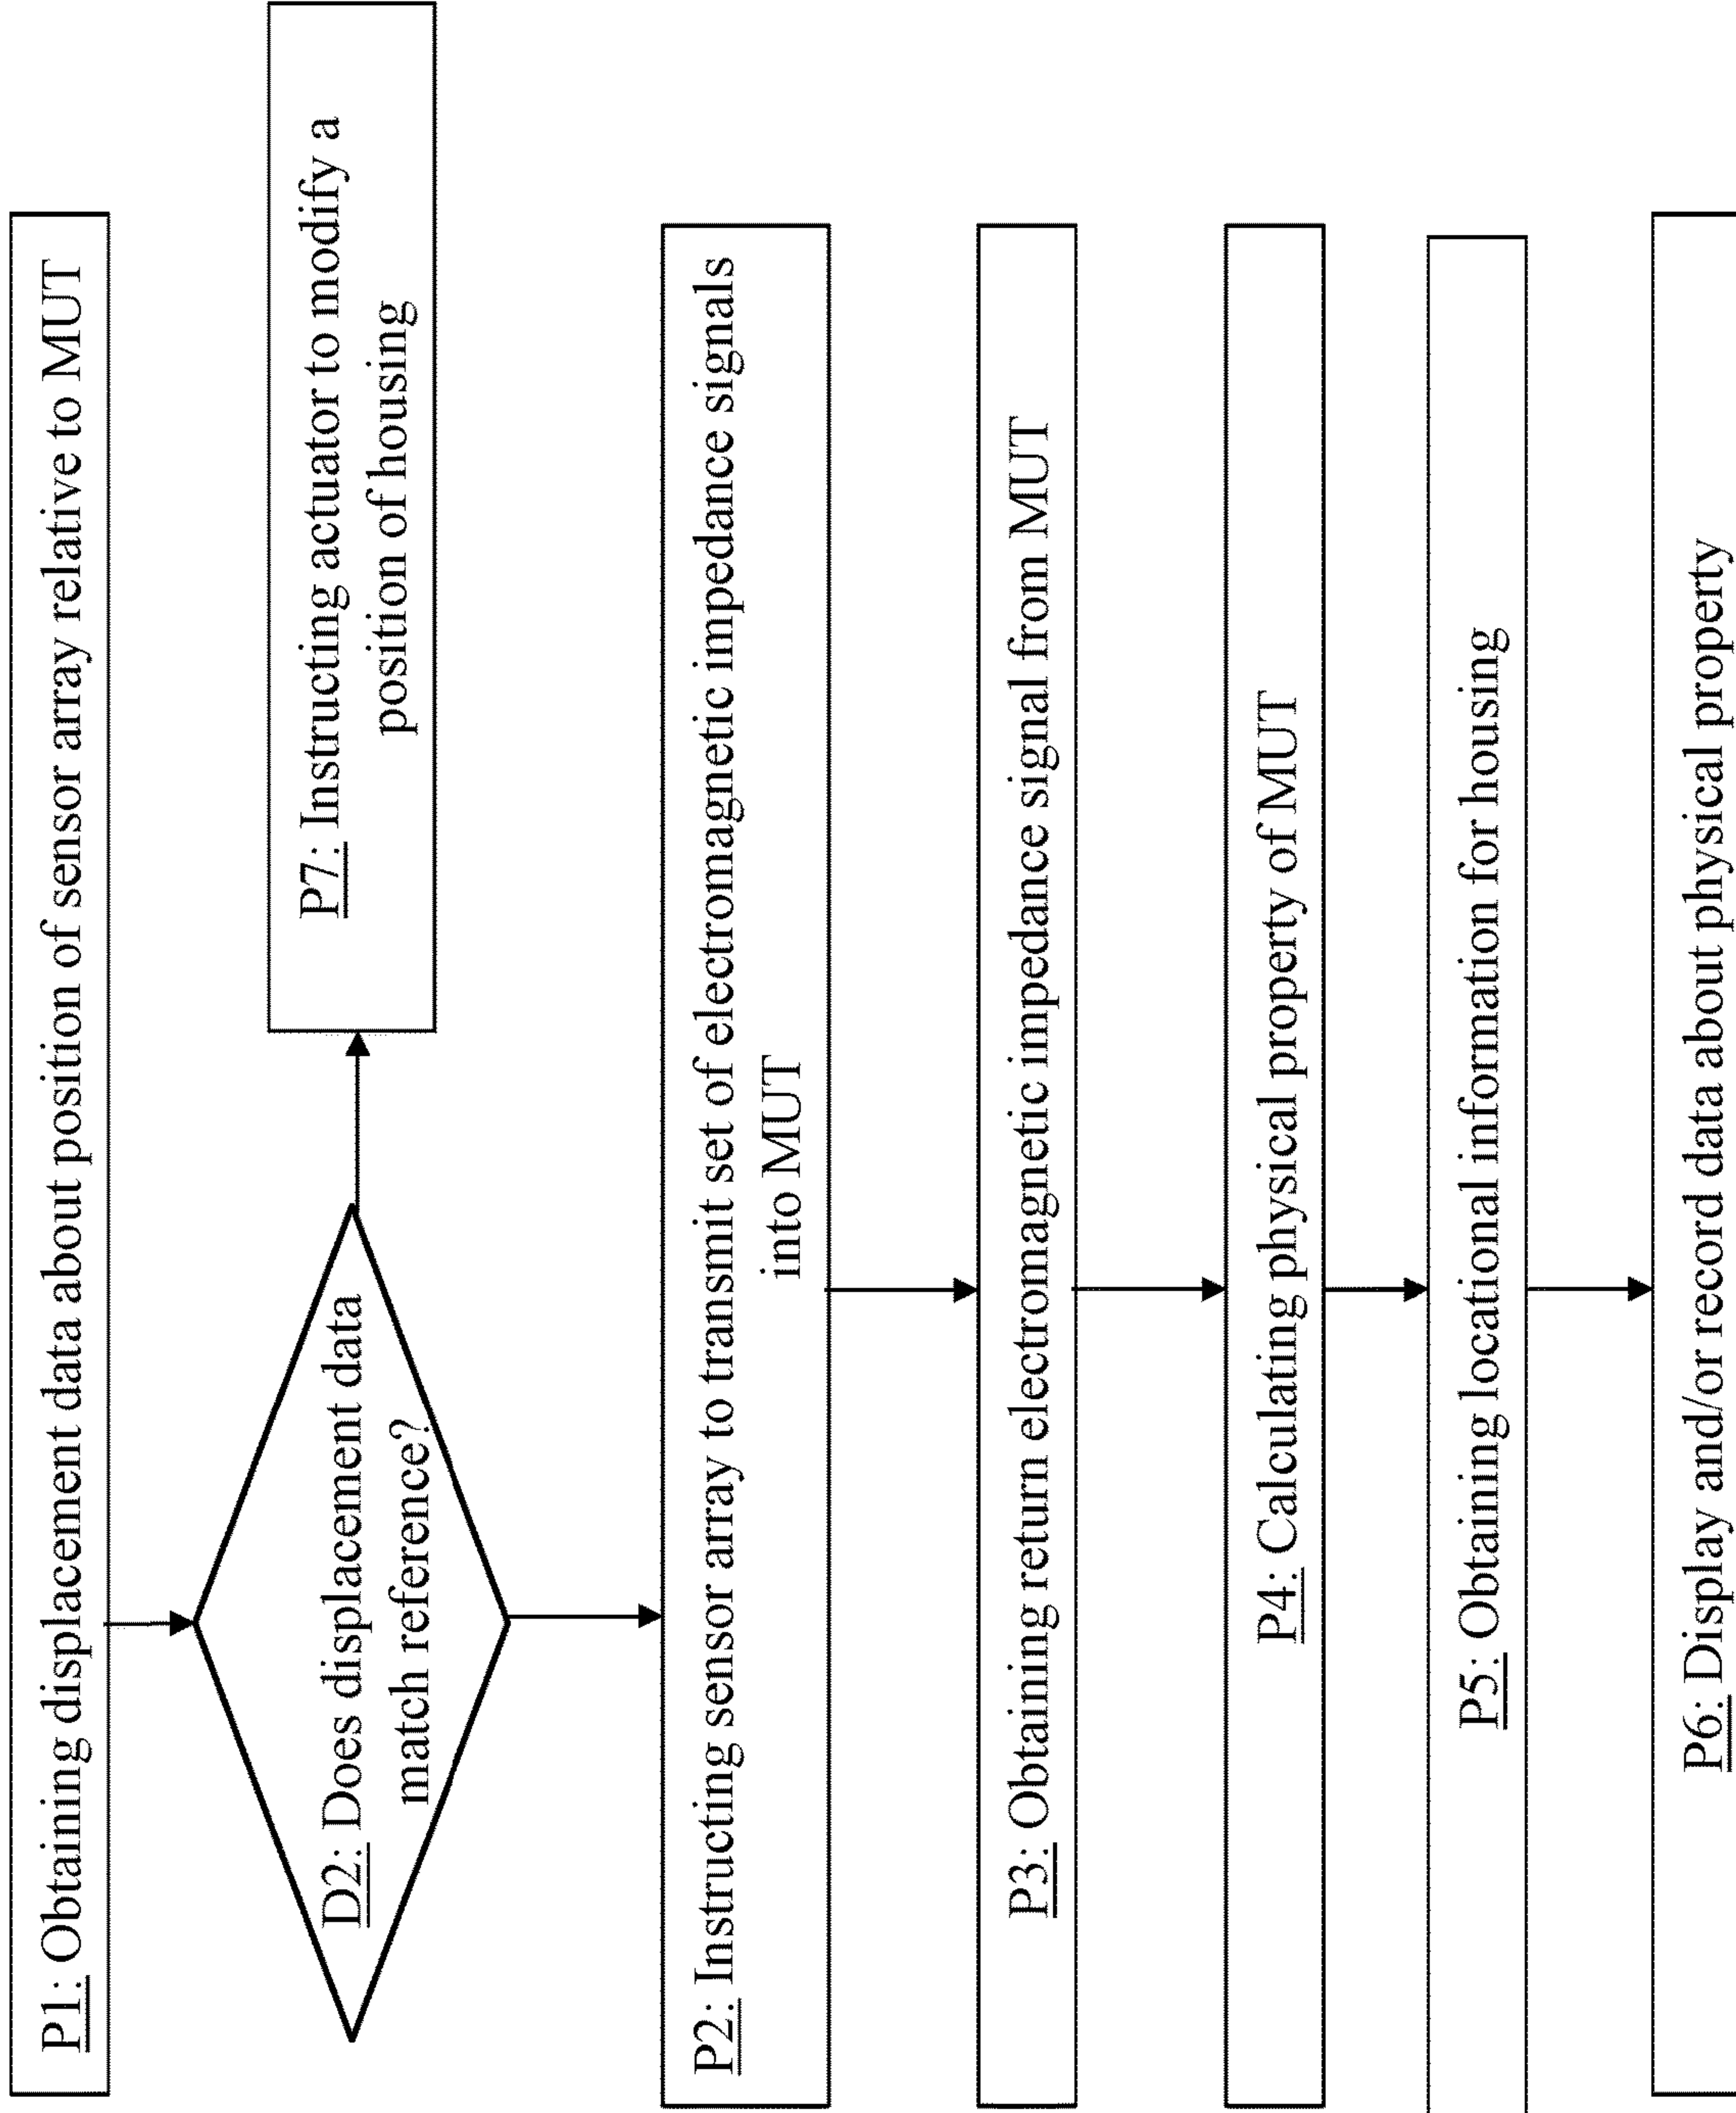 P1: Obtaining displacement data about position of sensor array relative to MUT
D2: Does displacement data
match reference?
P7: Instructing actuator to modify a
position of housing
P2: Instructing sensor array to transmit set of electromagnetic impedance signals
into MUT
P3: Obtaining return electromagnetic impedance signal from MUT
P4: Calculating physical property of MUT
P5: Obtaining locational information for housing
P6: Display and/or record data about physical property